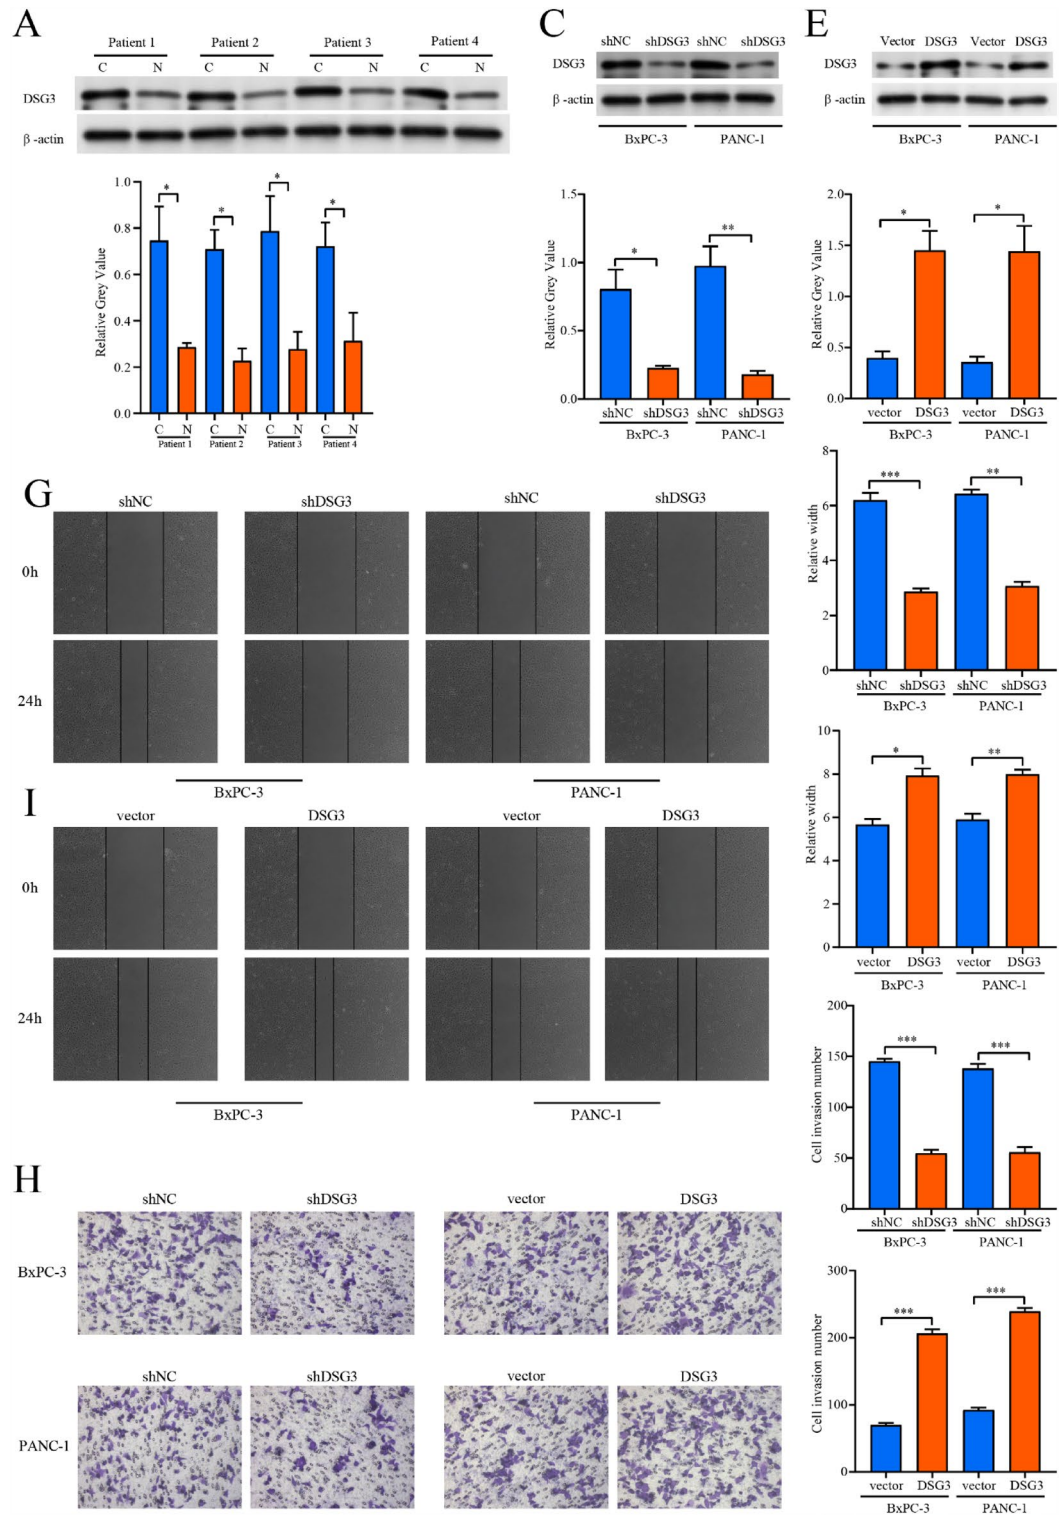 A
Patient 1 Patient 2 Patient 3 Patient 4
C N C N C N C N
DSG3
β -actin
1.0
0.8
0.6
0.4
0.2
0.0
Relative Grey Value
* * * *
C N C N C N C N
Patient 1 Patient 2 Patient 3 Patient 4
C
shNC shDSG3 shNC shDSG3
DSG3
β -actin
BxPC-3 PANC-1
1.5
1.0
0.5
0.0
Relative Grey Value
* **
shNC shDSG3 shNC shDSG3
BxPC-3 PANC-1
E
Vector DSG3 Vector DSG3
DSG3
β -actin
BxPC-3 PANC-1
2.0
1.5
1.0
0.5
0.0
Relative Grey Value
* *
vector DSG3 vector DSG3
BxPC-3 PANC-1
G
shNC shDSG3 shNC shDSG3
0h
24h
BxPC-3 PANC-1
8
6
4
2
0
Relative width
*** **
shNC shDSG3 shNC shDSG3
BxPC-3 PANC-1
I
vector DSG3 vector DSG3
0h
24h
BxPC-3 PANC-1
10
8
6
4
2
0
Relative width
* **
vector DSG3 vector DSG3
BxPC-3 PANC-1
H
shNC shDSG3 vector DSG3
BxPC-3
shNC shDSG3 vector DSG3
PANC-1
200
150
100
50
0
Cell invasion number
*** ***
shNC shDSG3 shNC shDSG3
BxPC-3 PANC-1
300
200
100
0
Cell invasion number
*** ***
vector DSG3 vector DSG3
BxPC-3 PANC-1